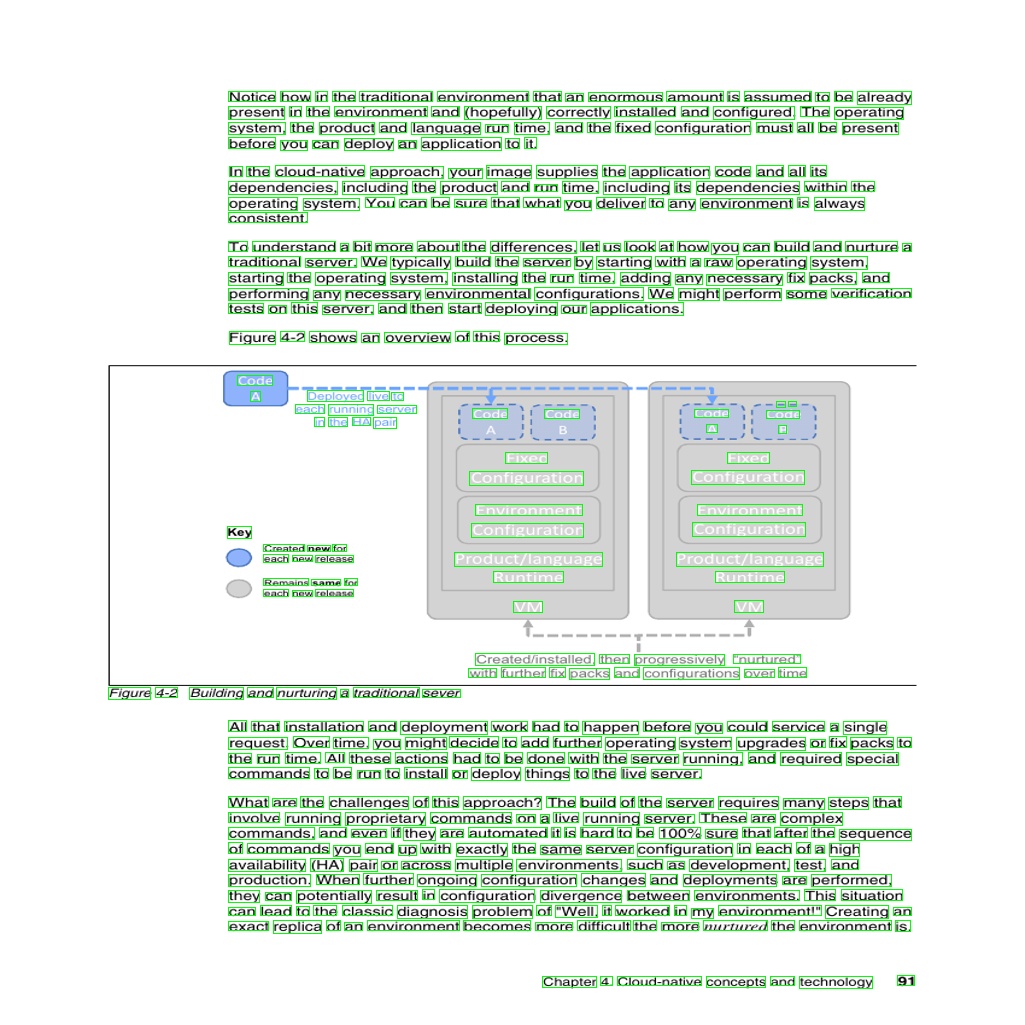 Notice how in the traditional environment that an enormous amount is assumed to be already
present in the environment and (hopefully) correctly installed and configured. The operating
system, the product and language run time, and the fixed configuration must all be present
before you can deploy an application to it.
In the cloud-native approach, your image supplies the application code and all its
dependencies, including the product and run time, including its dependencies within the
operating system. You can be sure that what you deliver to any environment is always
consistent.
To understand a bit more about the differences, let us look at how you can build and nurture a
traditional server. We typically build the server by starting with a raw operating system,
starting the operating system, installing the run time, adding any necessary fix packs, and
performing any necessary environmental configurations. We might perform some verification
tests on this server, and then start deploying our applications.
Figure 4-2 shows an overview of this process.
Code
A
Deployed live to
each running server
in the HA pair
Code
A
Code
B
Fixed
Configuration
Environment
Configuration
Product/language
Runtime
VM
Code
A
Code
Fixed
Configuration
Environment
Configuration
Product/language
Runtime
VM
Key
Created new for
each new release
Remains same for
each new release
Created/installed, then progressively "nurtured"
with further fix packs and configurations over time
Figure 4-2 Building and nurturing a traditional sever
All that installation and deployment work had to happen before you could service a single
request. Over time, you might decide to add further operating system upgrades or fix packs to
the run time. All these actions had to be done with the server running, and required special
commands to be run to install or deploy things to the live server.
What are the challenges of this approach? The build of the server requires many steps that
involve running proprietary commands on a live running server. These are complex
commands, and even if they are automated it is hard to be 100% sure that after the sequence
of commands you end up with exactly the same server configuration in each of a high
availability (HA) pair or across multiple environments, such as development, test, and
production. When further ongoing configuration changes and deployments are performed,
they can potentially result in configuration divergence between environments. This situation
can lead to the classic diagnosis problem of "Well, it worked in my environment!" Creating an
exact replica of an environment becomes more difficult the more nurtured the environment is.
Chapter 4. Cloud-native concepts and technology 91